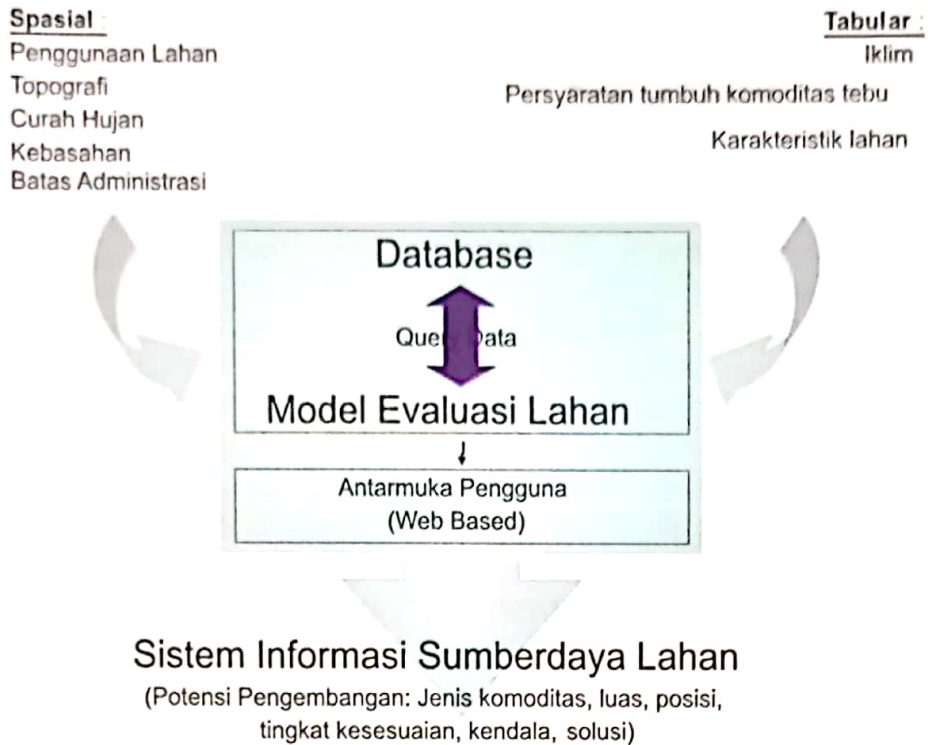 Spasial :
Penggunaan Lahan
Topografi
Curah Hujan
Kebasahan
Batas Administrasi
Tabular :
Iklim
Persyaratan tumbuh komoditas tebu
Karakteristik lahan
Database
Query Data
Model Evaluasi Lahan
Antarmuka Pengguna
(Web Based)
Sistem Informasi Sumberdaya Lahan
(Potensi Pengembangan: Jenis komoditas, luas, posisi,
tingkat kesesuaian, kendala, solusi)